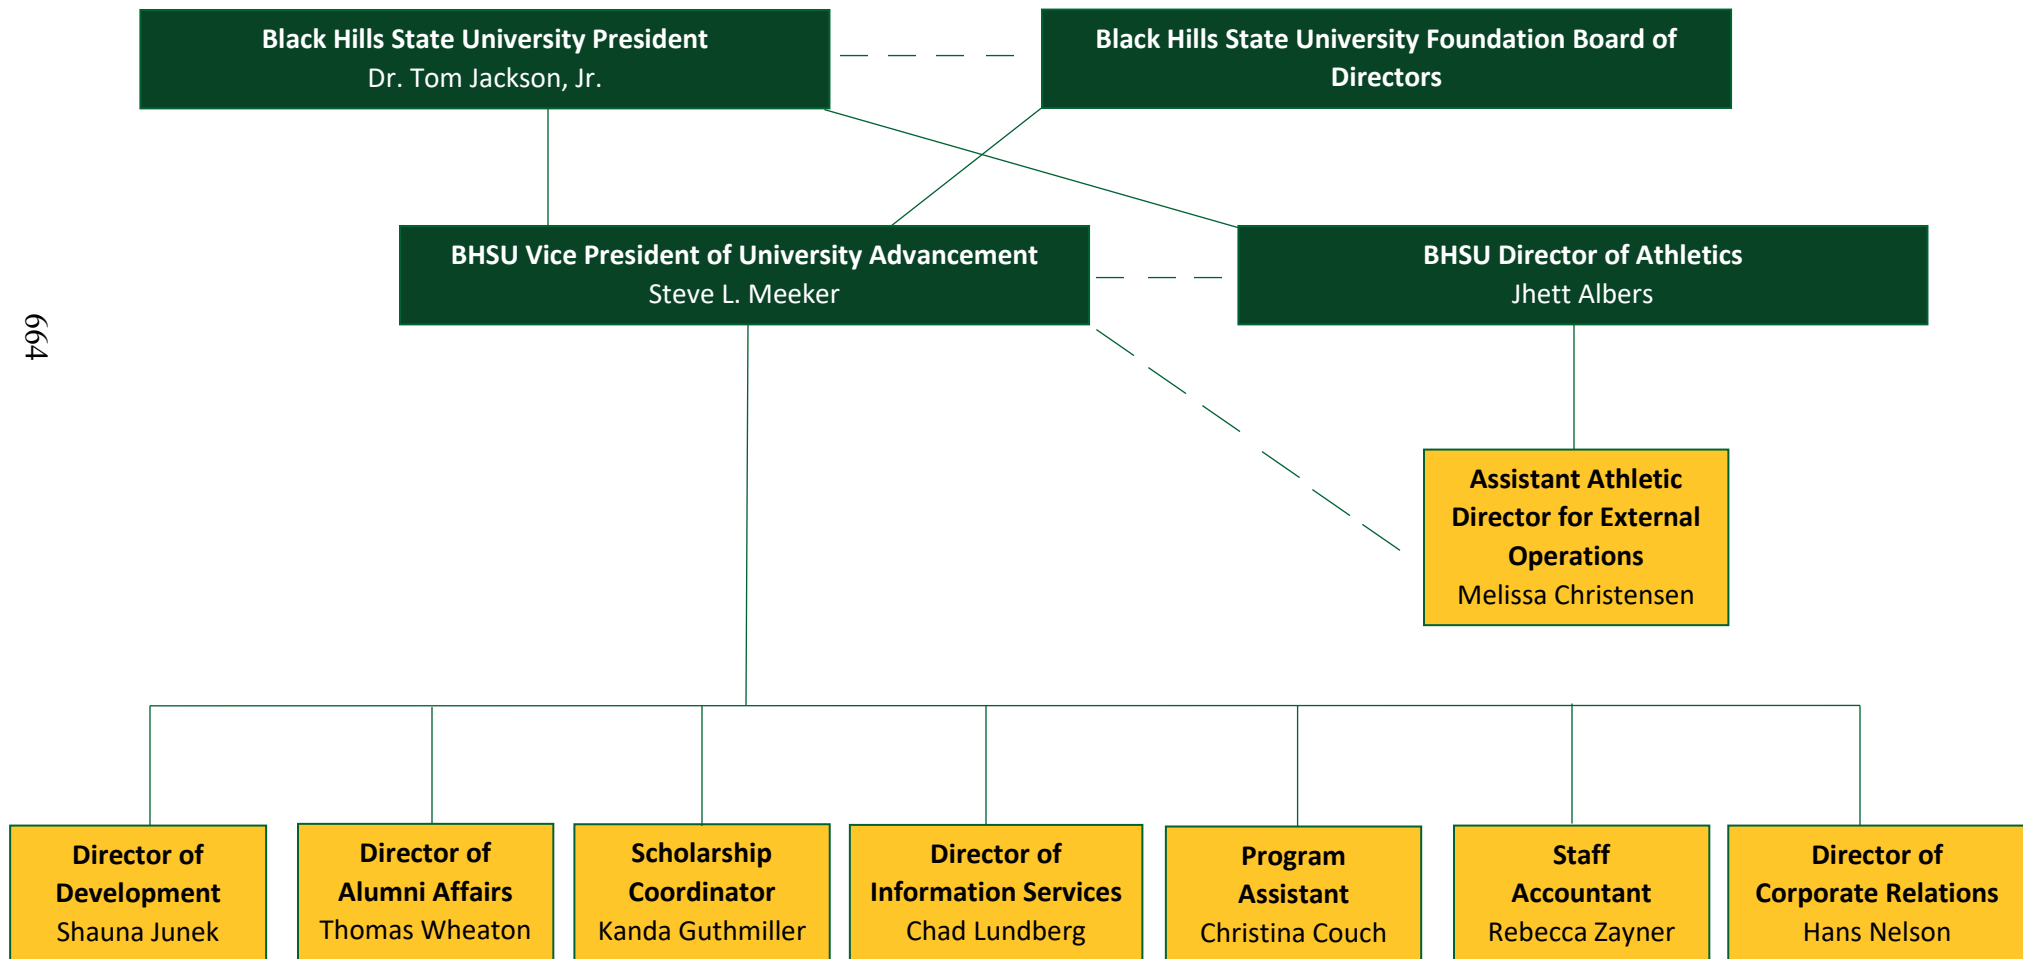 Black Hills State University President
Dr. Tom Jackson, Jr.
Black Hills State University Foundation Board of
Directors
BHSU Vice President of University Advancement
Steve L. Meeker
BHSU Director of Athletics
Jhett Albers
664
Assistant Athletic
Director for External
Operations
Melissa Christensen
Director of
Development
Shauna Junek
Director of
Alumni Affairs
Thomas Wheaton
Scholarship
Coordinator
Kanda Guthmiller
Director of
Information Services
Chad Lundberg
Program
Assistant
Christina Couch
Staff
Accountant
Rebecca Zayner
Director of
Corporate Relations
Hans Nelson